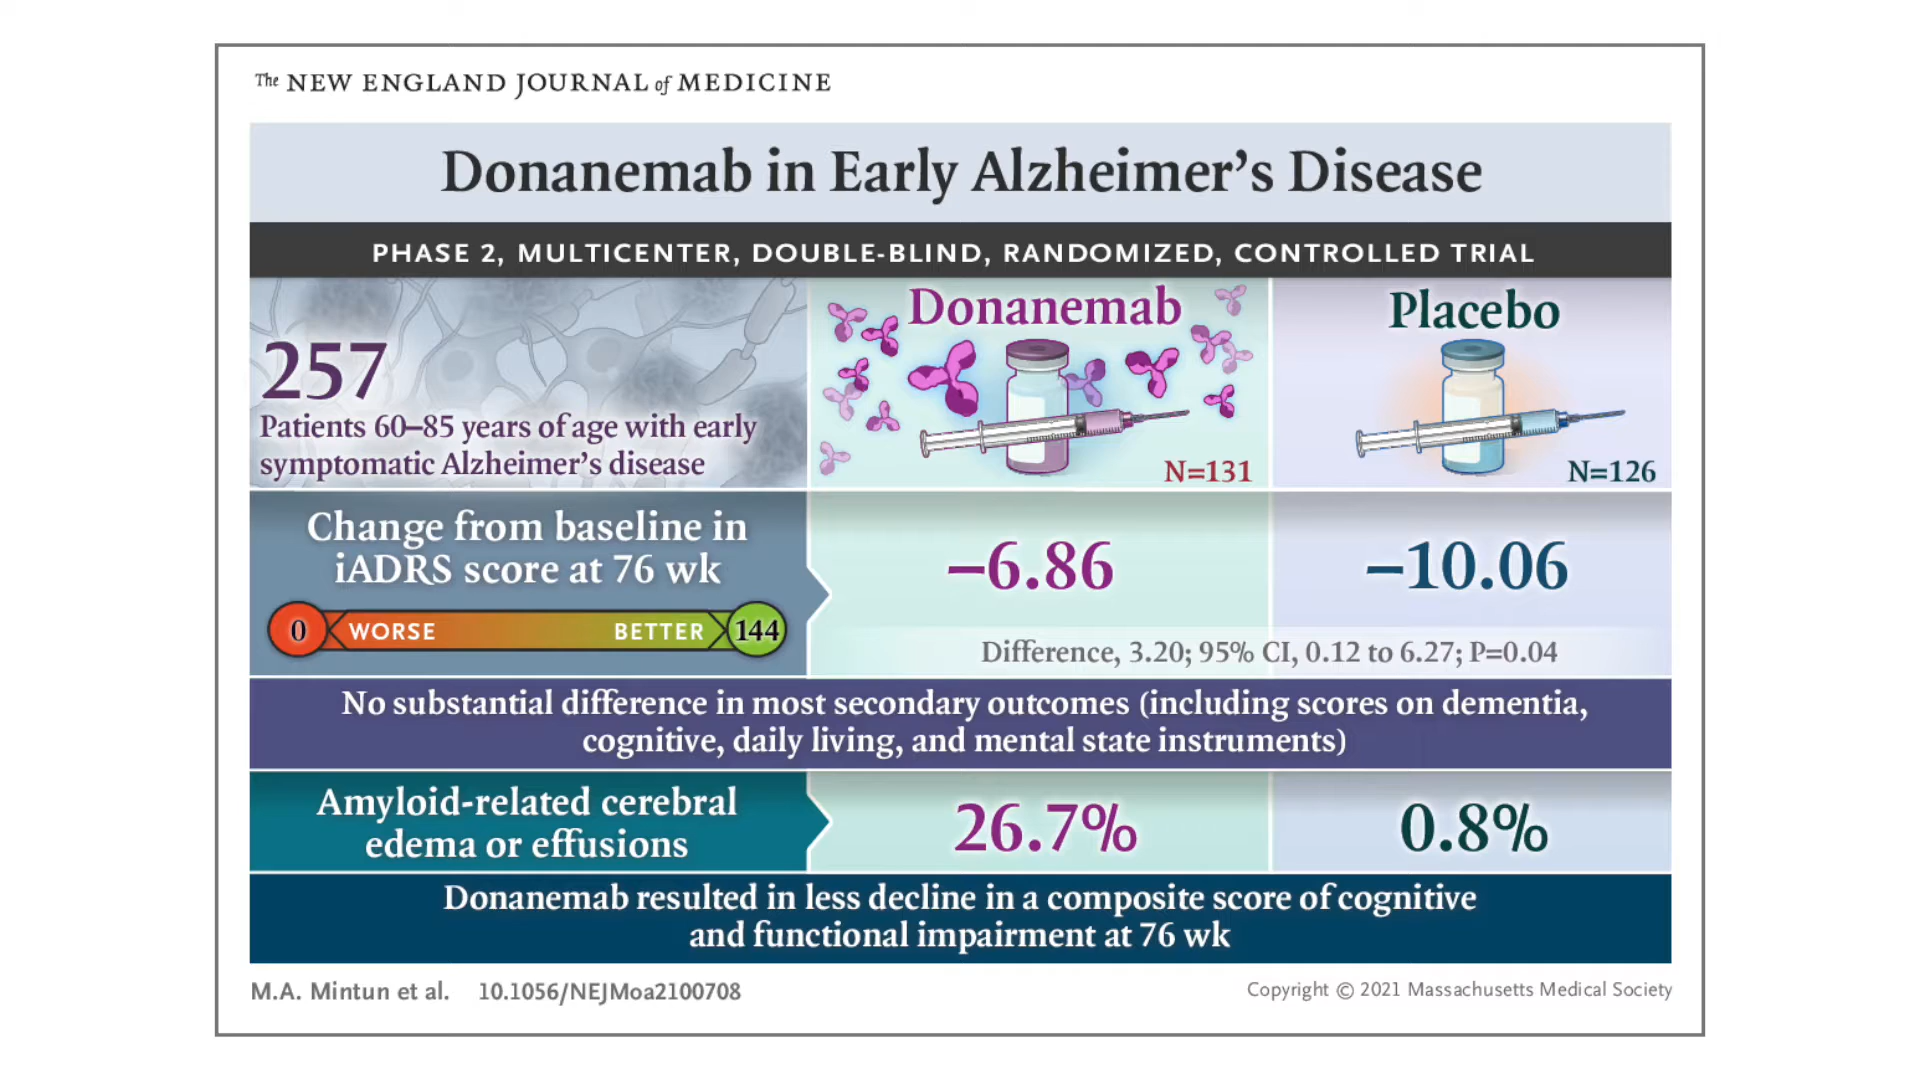 The NEW ENGLAND JOURNAL of MEDICINE
Donanemab in Early Alzheimer’s Disease
PHASE 2, MULTICENTER, DOUBLE-BLIND, RANDOMIZED, CONTROLLED TRIAL
257
Patients 60–85 years of age with early
symptomatic Alzheimer’s disease
Donanemab
N=131
Placebo
N=126
Change from baseline in
iADRS score at 76 wk
0 WORSE BETTER 144
–6.86
–10.06
Difference, 3.20; 95% CI, 0.12 to 6.27; P=0.04
No substantial difference in most secondary outcomes (including scores on dementia,
cognitive, daily living, and mental state instruments)
Amyloid-related cerebral
edema or effusions
26.7%
0.8%
Donanemab resulted in less decline in a composite score of cognitive
and functional impairment at 76 wk
M.A. Mintun et al. 10.1056/NEJMoa2100708
Copyright © 2021 Massachusetts Medical Society